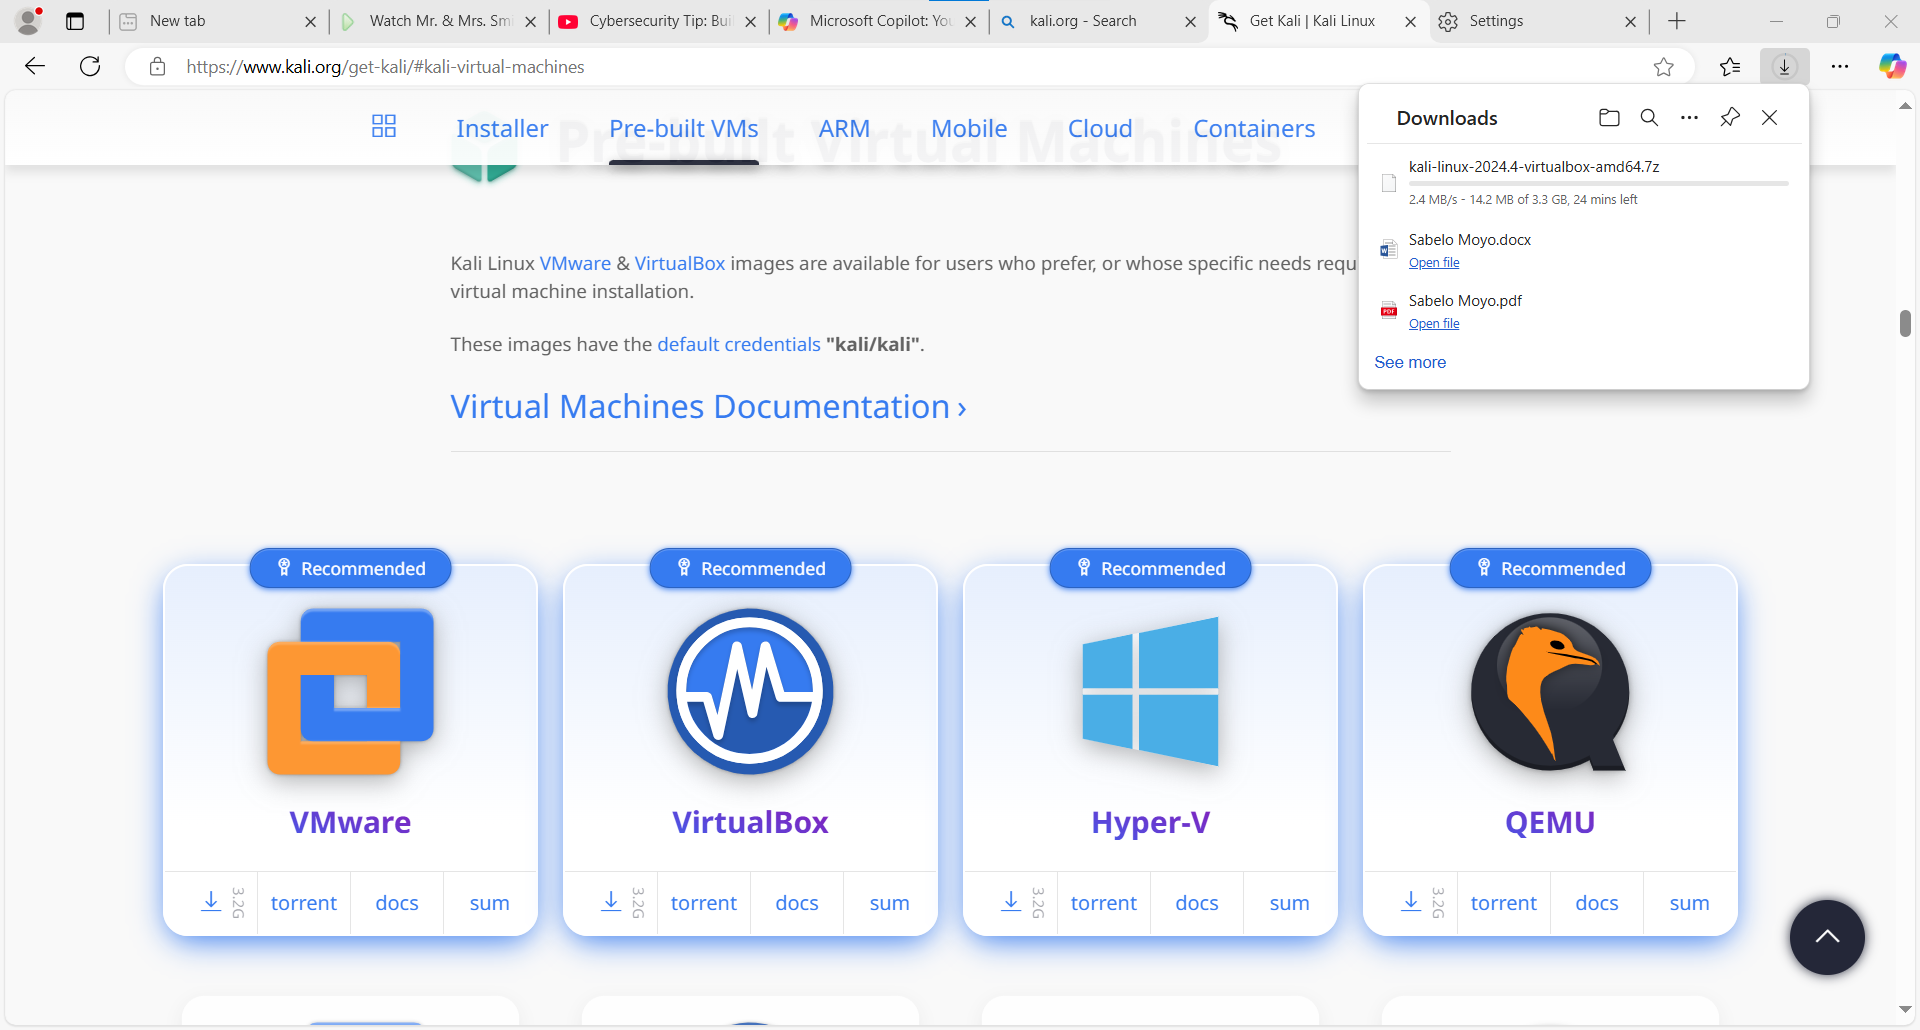 New tab
Watch Mr. & Mrs. Smi
Cybersecurity Tip: Buil
Microsoft Copilot: You
kali.org - Search
Get Kali | Kali Linux
Settings
https://www.kali.org/get-kali/#kali-virtual-machines
Installer
Pre-built VMs
ARM
Mobile
Cloud
Containers
Pre-built Virtual Machines
Downloads
kali-linux-2024.4-virtualbox-amd64.7z
2.4 MB/s - 14.2 MB of 3.3 GB, 24 mins left
Sabelo Moyo.docx
Open file
Sabelo Moyo.pdf
PDF
Open file
See more
Kali Linux VMware & VirtualBox images are available for users who prefer, or whose specific needs requ
virtual machine installation.
These images have the default credentials "kali/kali".
Virtual Machines Documentation ›
Recommended
Recommended
Recommended
Recommended
VMware
VirtualBox
Hyper-V
QEMU
3.2G torrent docs sum
3.2G torrent docs sum
3.2G torrent docs sum
3.2G torrent docs sum